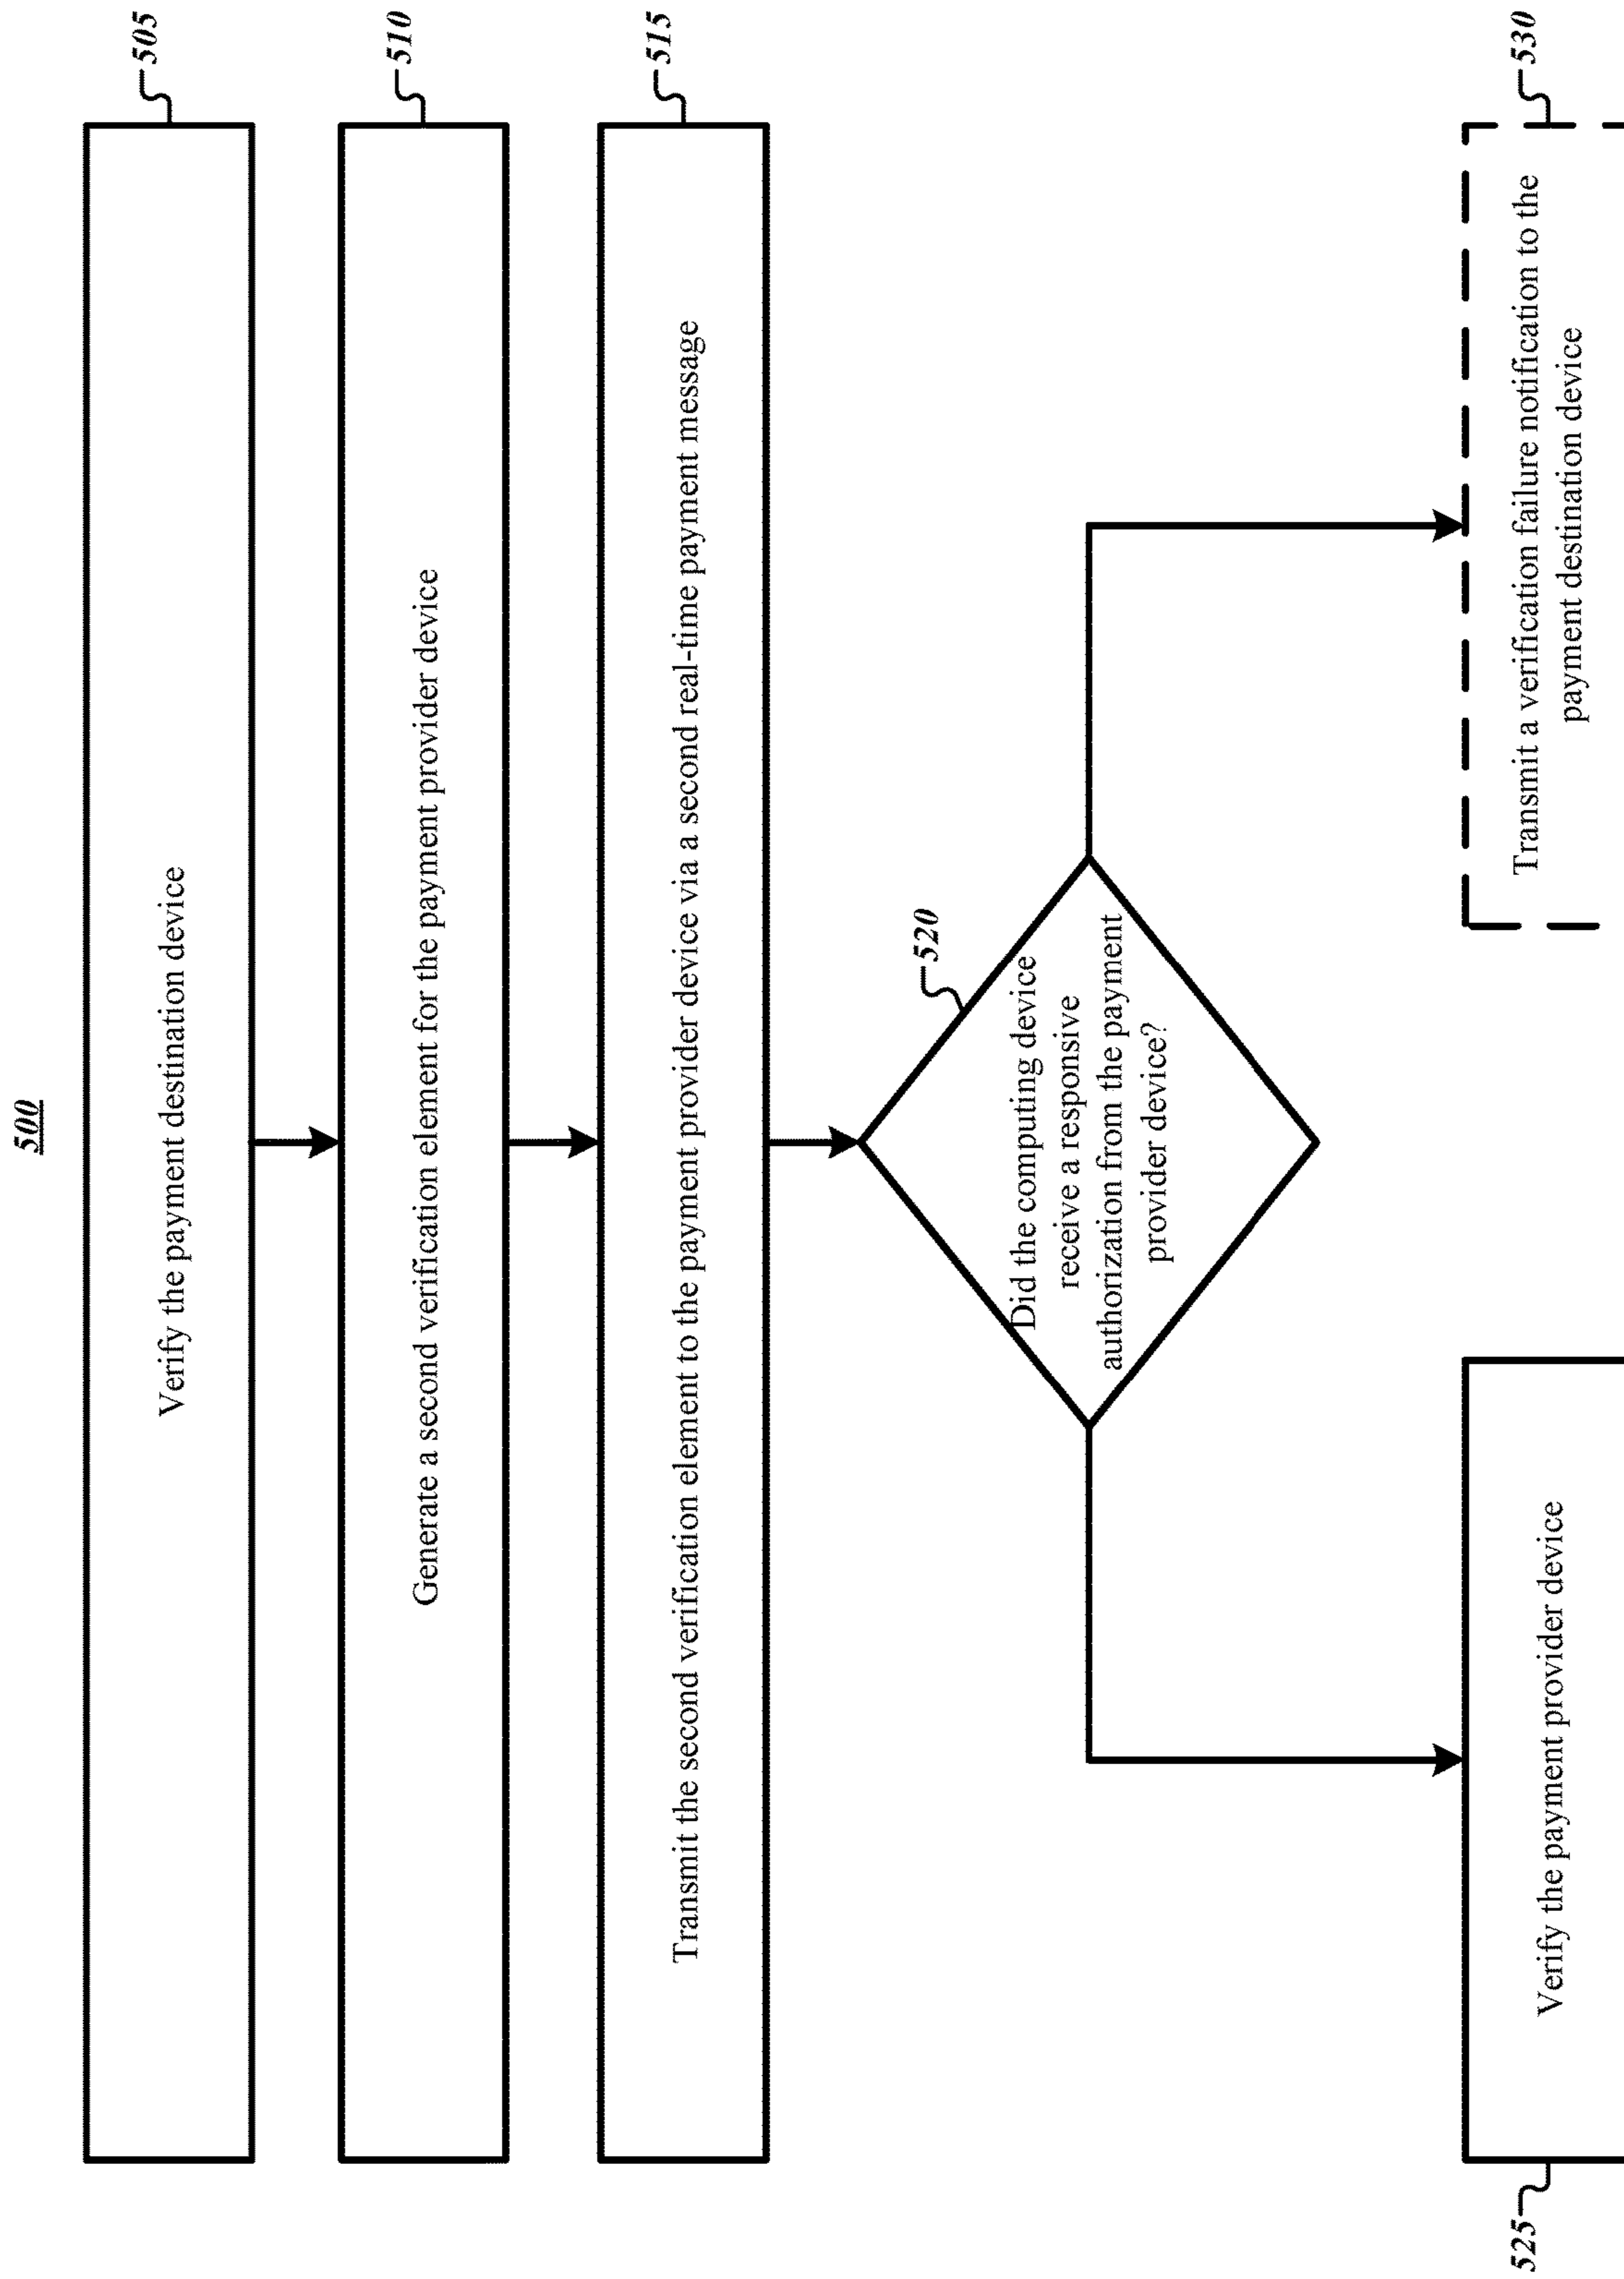 500
505
Verify the payment destination device
510
Generate a second verification element for the payment provider device
515
Transmit the second verification element to the payment provider device via a second real-time payment message
520
Did the computing device
receive a responsive
authorization from the payment
provider device?
525
Verify the payment provider device
530
Transmit a verification failure notification to the
payment destination device